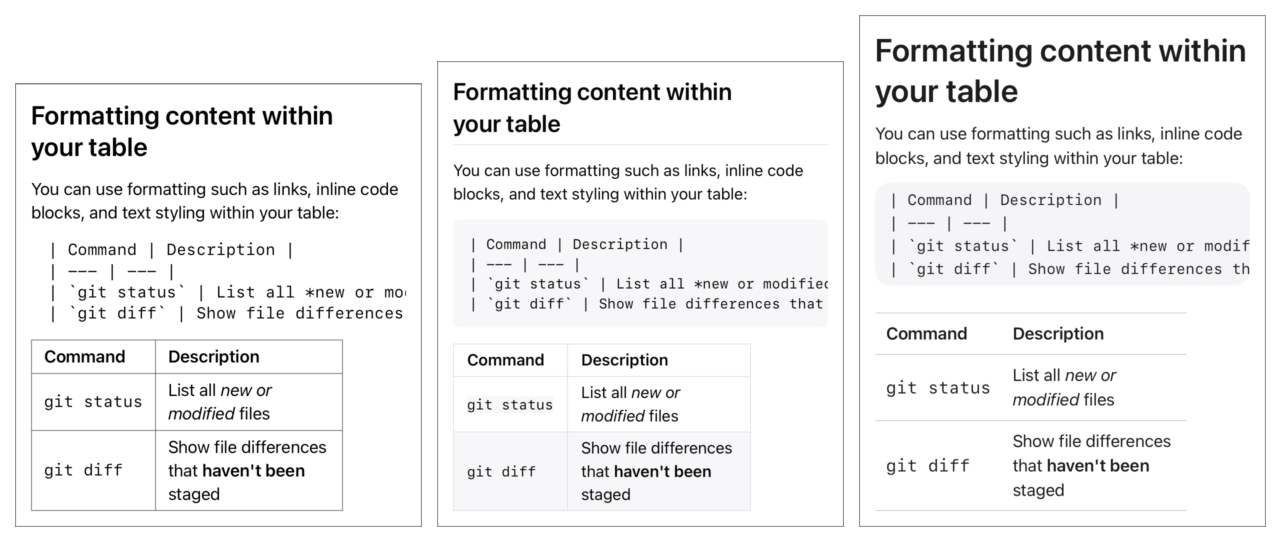 Formatting content within
your table
You can use formatting such as links, inline code
blocks, and text styling within your table:
| Command | Description |
| --- | --- |
| `git status` | List all *new or mo
| `git diff` | Show file differences
Command Description
git status List all new or
modified files
git diff Show file differences
that haven't been
staged
Formatting content within
your table
You can use formatting such as links, inline code
blocks, and text styling within your table:
| Command | Description |
| --- | --- |
| `git status` | List all *new or modified
| `git diff` | Show file differences that
Command Description
git status List all new or
modified files
git diff Show file differences
that haven't been
staged
Formatting content within
your table
You can use formatting such as links, inline code
blocks, and text styling within your table:
| Command | Description |
| --- | --- |
| `git status` | List all *new or modif
| `git diff` | Show file differences th
Command Description
git status List all new or
modified files
git diff Show file differences
that haven't been
staged